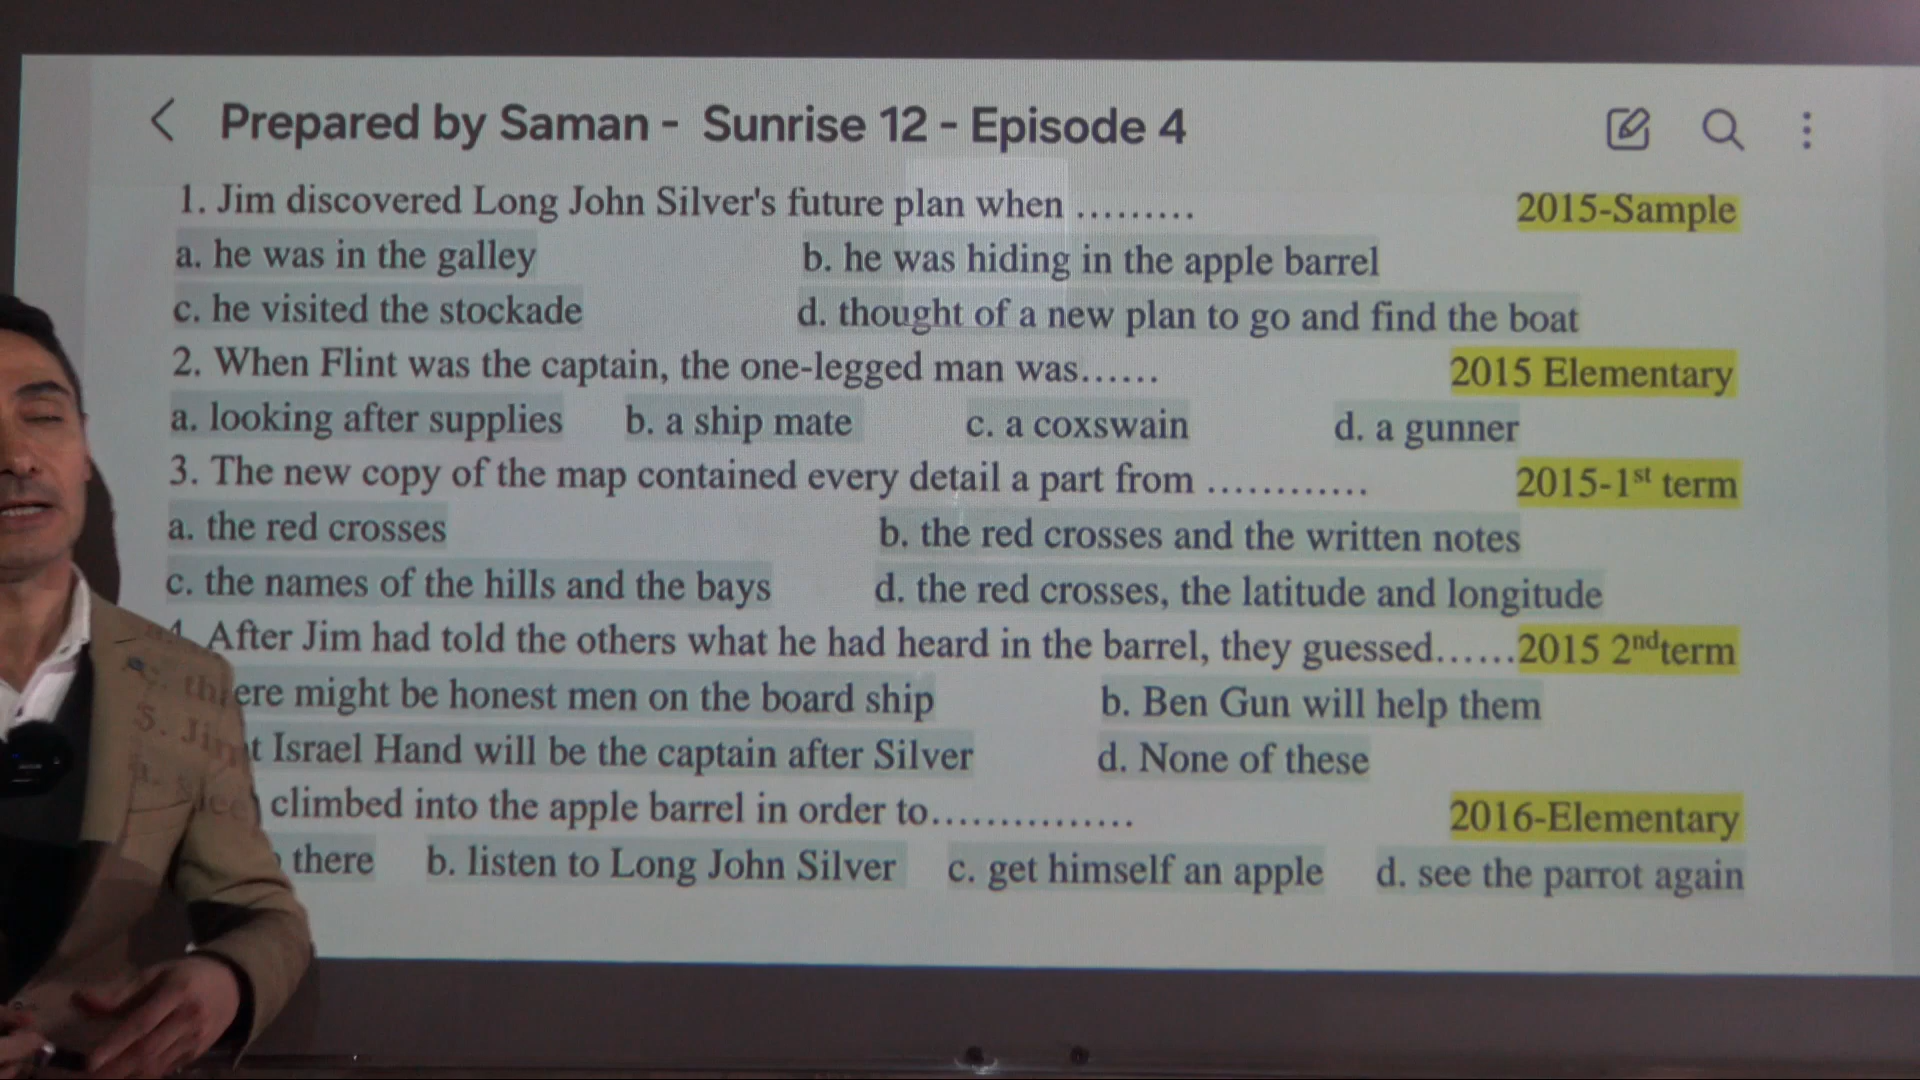 Prepared by Saman - Sunrise 12 - Episode 4
1. Jim discovered Long John Silver's future plan when ......... 2015-Sample
a. he was in the galley b. he was hiding in the apple barrel
c. he visited the stockade d. thought of a new plan to go and find the boat
2. When Flint was the captain, the one-legged man was...... 2015 Elementary
a. looking after supplies b. a ship mate c. a coxswain d. a gunner
3. The new copy of the map contained every detail a part from ............ 2015-1st term
a. the red crosses b. the red crosses and the written notes
c. the names of the hills and the bays d. the red crosses, the latitude and longitude
4. After Jim had told the others what he had heard in the barrel, they guessed......2015 2ndterm
there might be honest men on the board ship b. Ben Gun will help them
Israel Hand will be the captain after Silver d. None of these
5. Jim climbed into the apple barrel in order to............... 2016-Elementary
there b. listen to Long John Silver c. get himself an apple d. see the parrot again